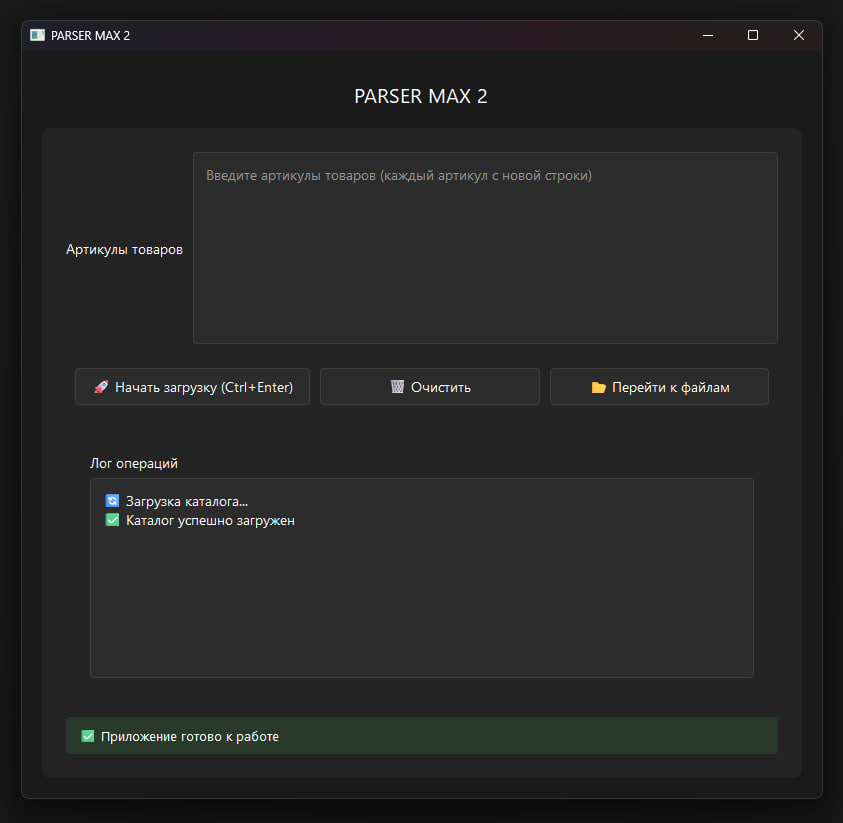 PARSER MAX 2
PARSER MAX 2
Введите артикулы товаров (каждый артикул с новой строки)
Артикулы товаров
🚀 Начать загрузку (Ctrl+Enter)
🗑️ Очистить
📂 Перейти к файлам
Лог операций
🔄 Загрузка каталога...
✅ Каталог успешно загружен
✅ Приложение готово к работе